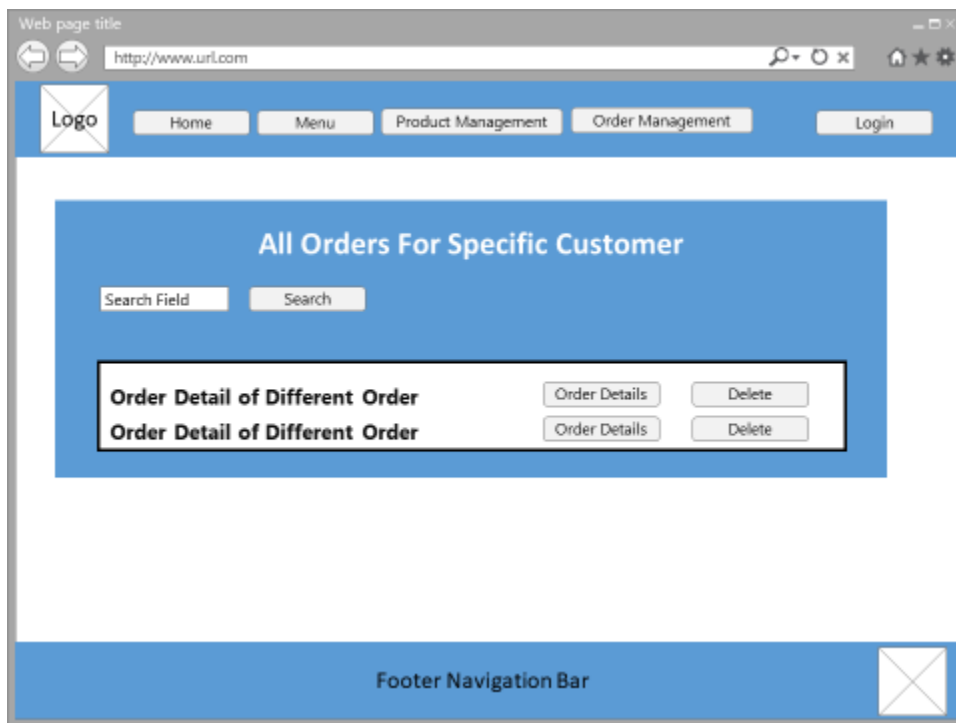 Web page title
http://www.url.com
Logo
Home
Menu
Product Management
Order Management
Login
All Orders For Specific Customer
Search Field
Search
Order Detail of Different Order
Order Details
Delete
Order Detail of Different Order
Order Details
Delete
Footer Navigation Bar